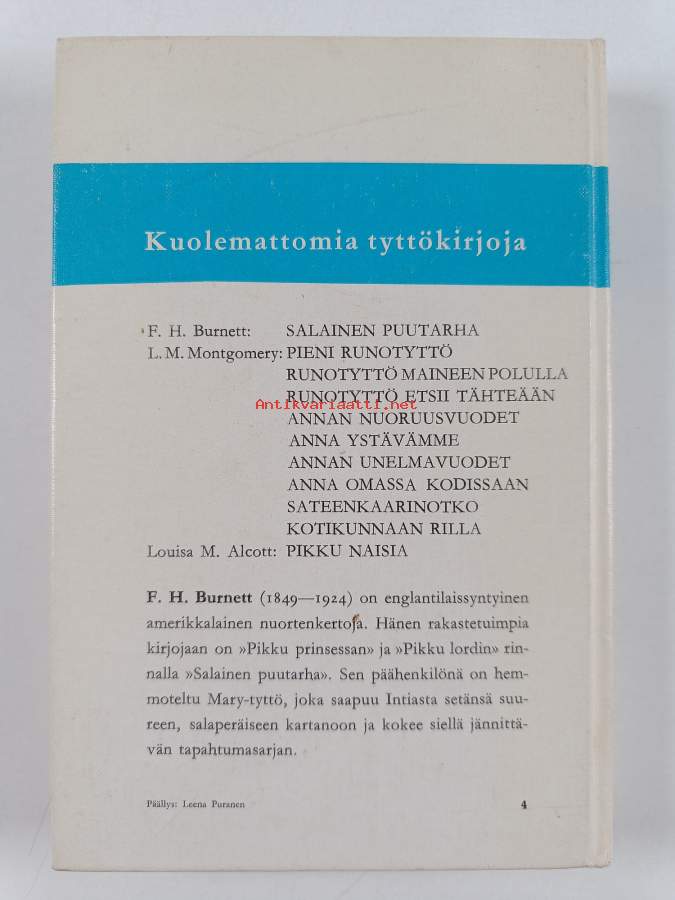 Kuolemattomia tyttökirjoja
F. H. Burnett: SALAINEN PUUTARHA
L. M. Montgomery: PIENI RUNOTYTTÖ
RUNOTYTTÖ MAINEEN POLULLA
RUNOTYTTÖ ETSII TÄHTEÄÄN
Antikvariaatti.net
ANNAN NUORUUSVUODET
ANNA YSTÄVÄMME
ANNAN UNELMAVUODET
ANNA OMASSA KODISSAAN
SATEENKAARINOTKO
KOTIKUNNAAN RILLA
Louisa M. Alcott: PIKKU NAISIA
F. H. Burnett (1849—1924) on englantilaissyntyinen
amerikkalainen nuortenkertoja. Hänen rakastetuimpia
kirjojaan on »Pikku prinsessan» ja »Pikku lordin» rin-
nalla »Salainen puutarha». Sen päähenkilönä on hem-
moteltu Mary-tyttö, joka saapuu Intiasta setänsä suu-
reen, salaperäiseen kartanoon ja kokee siellä jännittä-
vän tapahtumasarjan.
Päällys: Leena Puranen 4